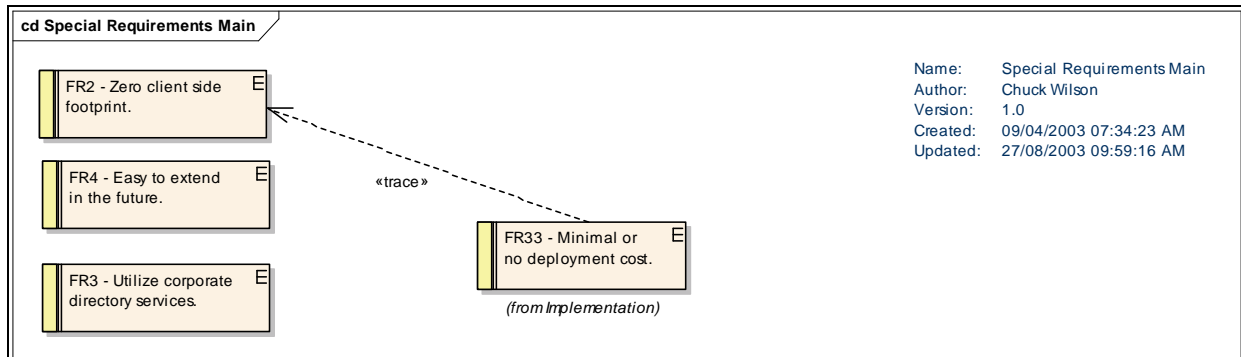 cd Special Requirements Main
FR2 - Zero client side
footprint.
E
Name: Special Requirements Main
Author: Chuck Wilson
Version: 1.0
Created: 09/04/2003 07:34:23 AM
Updated: 27/08/2003 09:59:16 AM
FR4 - Easy to extend
in the future.
E
«trace»
FR33 - Minimal or
no deployment cost.
E
(from Implementation)
FR3 - Utilize corporate
directory services.
E